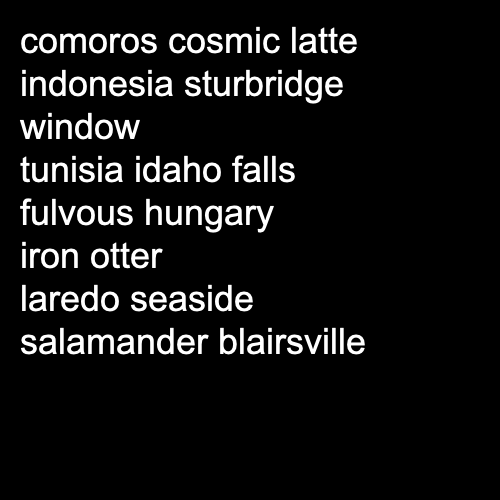 comoros cosmic latte
indonesia sturbridge
window
tunisia idaho falls
fulvous hungary
iron otter
laredo seaside
salamander blairsville